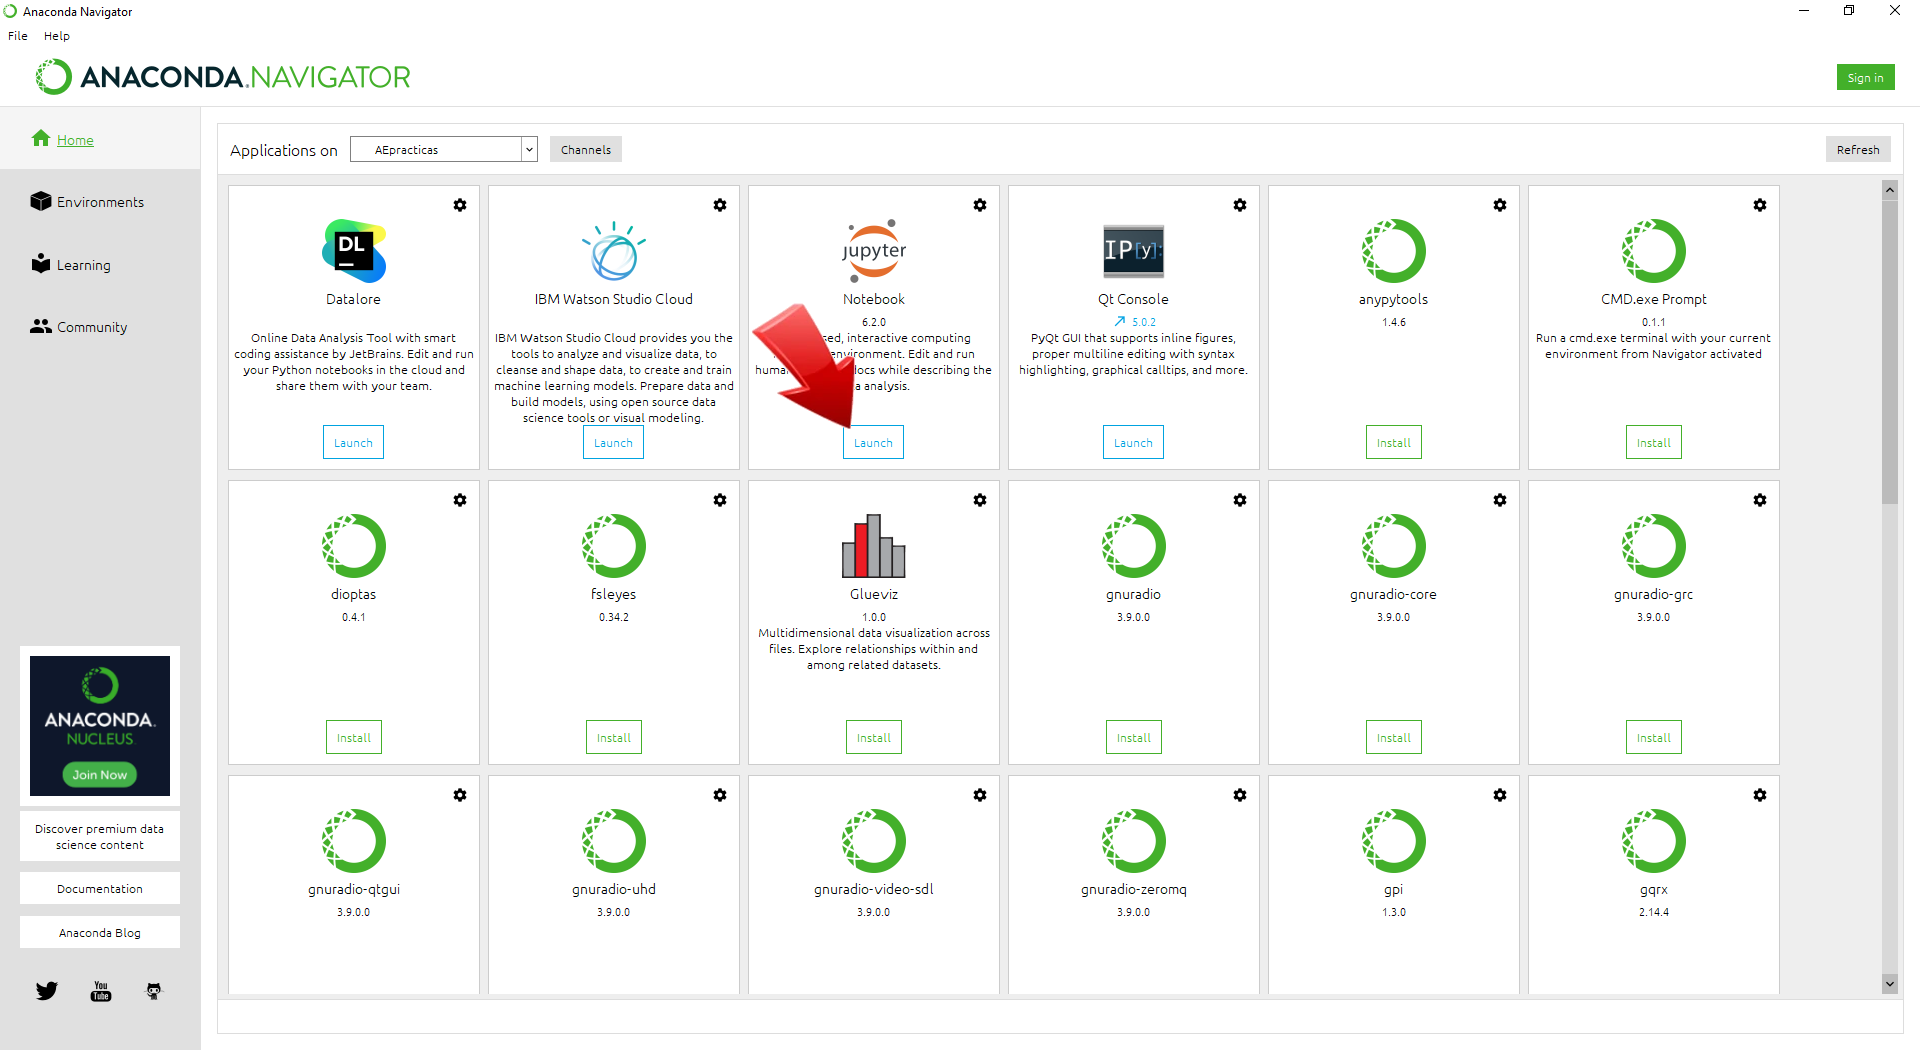 Anaconda Navigator
File Help
ANACONDA.NAVIGATOR
Sign in
Home
Environments
Learning
Community
Applications on AEpracticas Channels Refresh
DL
Datalore
Online Data Analysis Tool with smart
coding assistance by JetBrains. Edit and run
your Python notebooks in the cloud and
share them with your team.
Launch
IBM Watson Studio Cloud
IBM Watson Studio Cloud provides you the
tools to analyze and visualize data, to
cleanse and shape data, to create and train
machine learning models. Prepare data and
build models, using open source data
science tools or visual modeling.
Launch
jupyter
Notebook
6.2.0
interactive computing
environment. Edit and run
docs while describing the
analysis.
Launch
IP[y]:
Qt Console
5.0.2
PyQt GUI that supports inline figures,
proper multiline editing with syntax
highlighting, graphical calltips, and more.
Launch
anypytools
1.4.6
Install
CMD.exe Prompt
0.1.1
Run a cmd.exe terminal with your current
environment from Navigator activated
Install
dioptas
0.4.1
Install
fsleyes
0.34.2
Install
Glueviz
1.0.0
Multidimensional data visualization across
files. Explore relationships within and
among related datasets.
Install
gnuradio
3.9.0.0
Install
gnuradio-core
3.9.0.0
Install
gnuradio-grc
3.9.0.0
Install
gnuradio-qtgui
3.9.0.0
gnuradio-uhd
3.9.0.0
gnuradio-video-sdl
3.9.0.0
gnuradio-zeromq
3.9.0.0
gpi
1.3.0
gqrx
2.14.4
ANACONDA.
NUCLEUS
Join Now
Discover premium data
science content
Documentation
Anaconda Blog
You
Tube